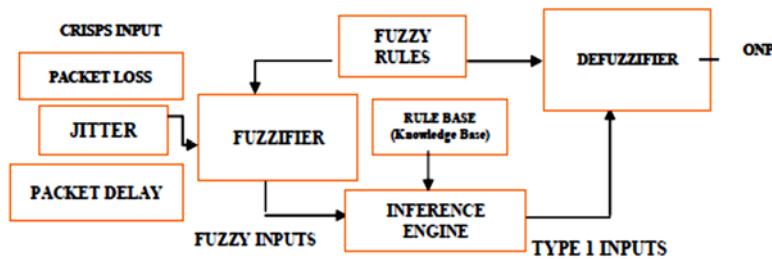 CRISPS INPUT
PACKET LOSS
JITTER
PACKET DELAY
FUZZIFIER
FUZZY
RULES
RULE BASE
(Knowledge Base)
DEFUZZIFIER
FUZZY INPUTS
INFERENCE
ENGINE
TYPE 1 INPUTS